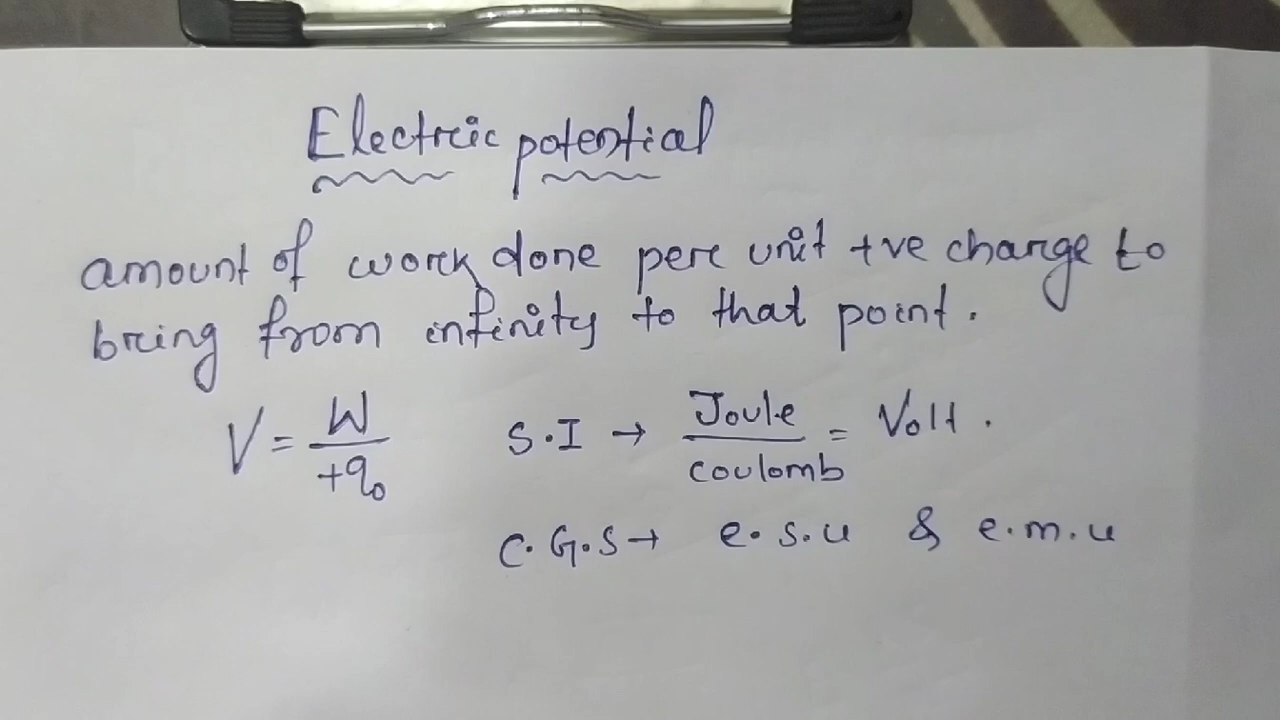 Electric potential
amount of work done per unit +ve charge to
bring from infinity to that point.
V = W/+q₀ S.I → Joule/coulomb = Volt.
C.G.S → e.s.u & e.m.u